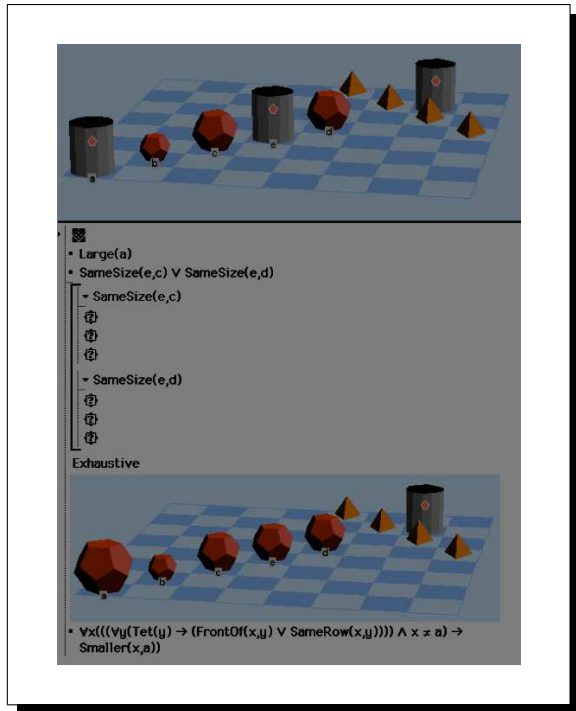 a
b
c
e
d
Large(a)
SameSize(e,c) ∨ SameSize(e,d)
SameSize(e,c)
?
?
?
SameSize(e,d)
?
?
?
Exhaustive
a
b
c
e
d
∀x(((∀y(Tet(y) → (FrontOf(x,y) ∨ SameRow(x,y)))) ∧ x ≠ a) →
Smaller(x,a))